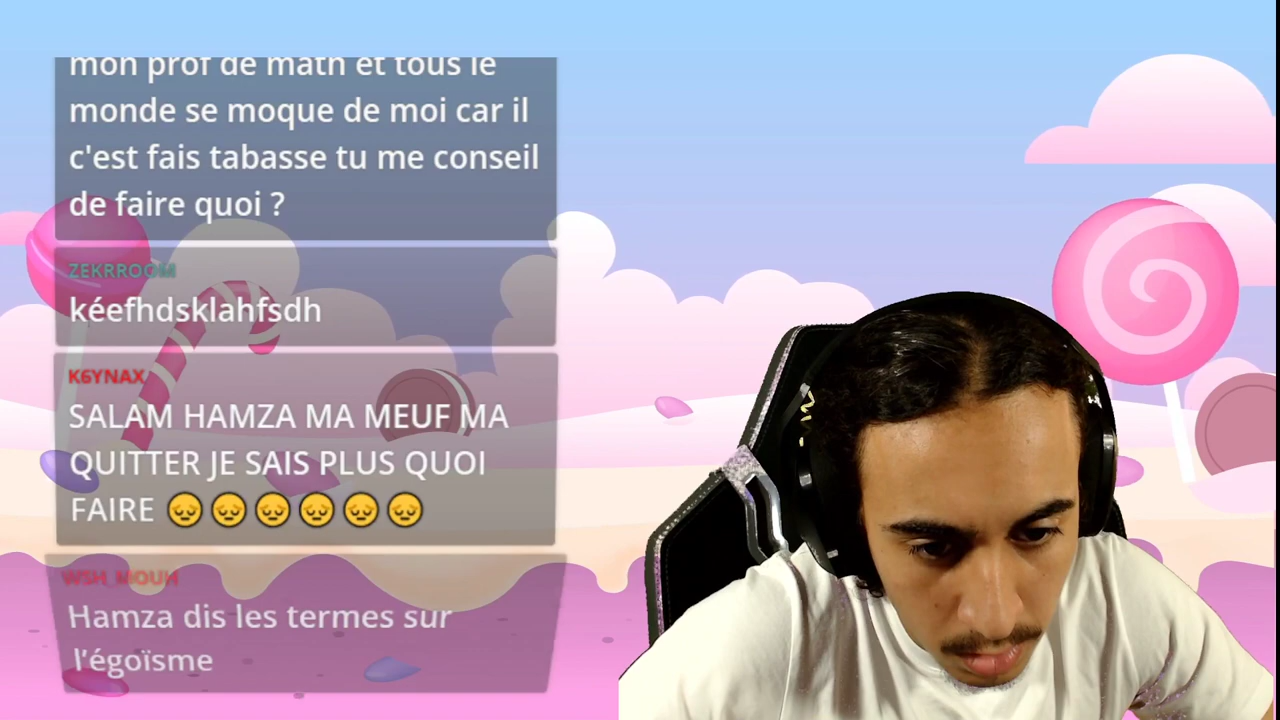 mon prof de math et tous le
monde se moque de moi car il
c'est fais tabasse tu me conseil
de faire quoi ?
ZEKRROOM
kéefhdsklahfsdh
K6YNAX
SALAM HAMZA MA MEUF MA
QUITTER JE SAIS PLUS QUOI
FAIRE 😞😞😞😞😞😞
WSH_MOUH
Hamza dis les termes sur
l'égoïsme